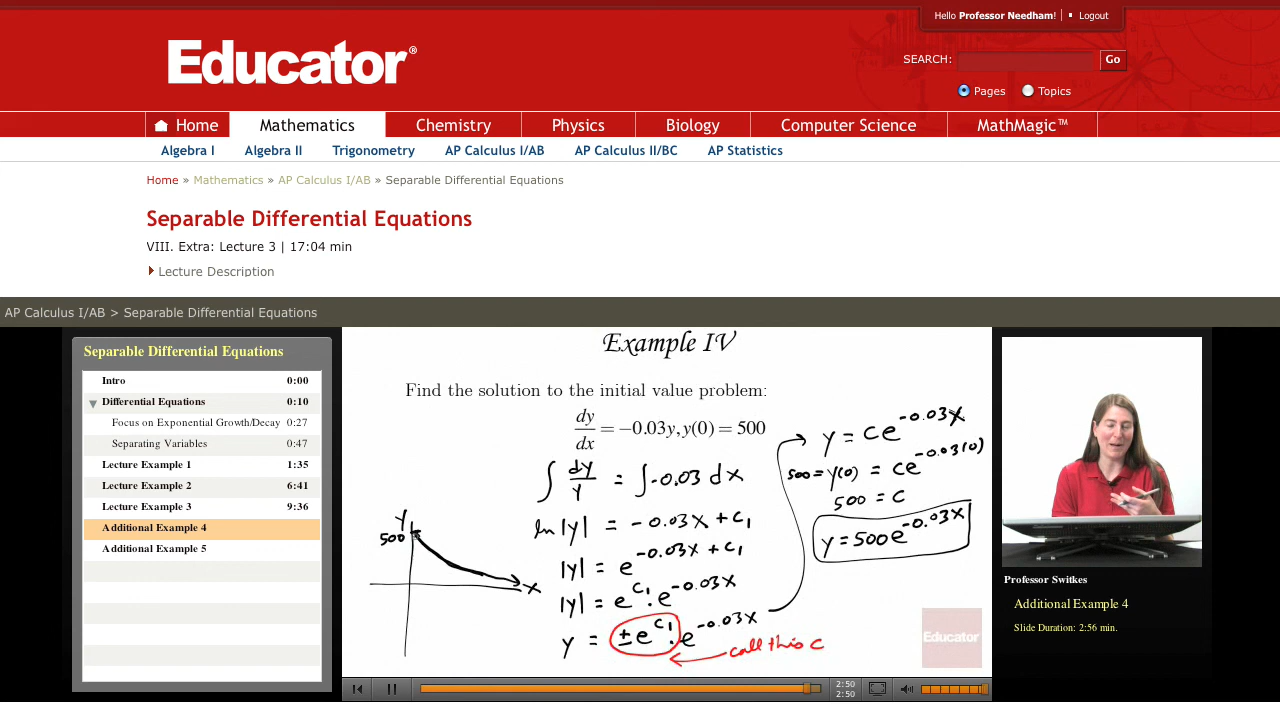 Hello Professor Needham! | Logout
Educator®
SEARCH: Go
Pages Topics
Home Mathematics Chemistry Physics Biology Computer Science MathMagic™
Algebra I Algebra II Trigonometry AP Calculus I/AB AP Calculus II/BC AP Statistics
Home » Mathematics » AP Calculus I/AB » Separable Differential Equations
Separable Differential Equations
VIII. Extra: Lecture 3 | 17:04 min
Lecture Description
AP Calculus I/AB > Separable Differential Equations
Separable Differential Equations
Intro 0:00
Differential Equations 0:10
Focus on Exponential Growth/Decay 0:27
Separating Variables 0:47
Lecture Example 1 1:35
Lecture Example 2 6:41
Lecture Example 3 9:36
Additional Example 4
Additional Example 5
Example IV
Find the solution to the initial value problem:
dy/dx = −0.03y, y(0) = 500
∫ dy/y = ∫ -0.03 dx
ln|y| = -0.03x + c₁
|y| = e^(-0.03x + c₁)
|y| = e^(c₁) · e^(-0.03x)
y = ±e^(c₁) · e^(-0.03x)
call this c
y = ce^(-0.03x)
500 = y(0) = ce^(-0.03(0))
500 = c
y = 500e^(-0.03x)
y
500
x
Educator
2:50
2:50
Professor Switkes
Additional Example 4
Slide Duration: 2:56 min.